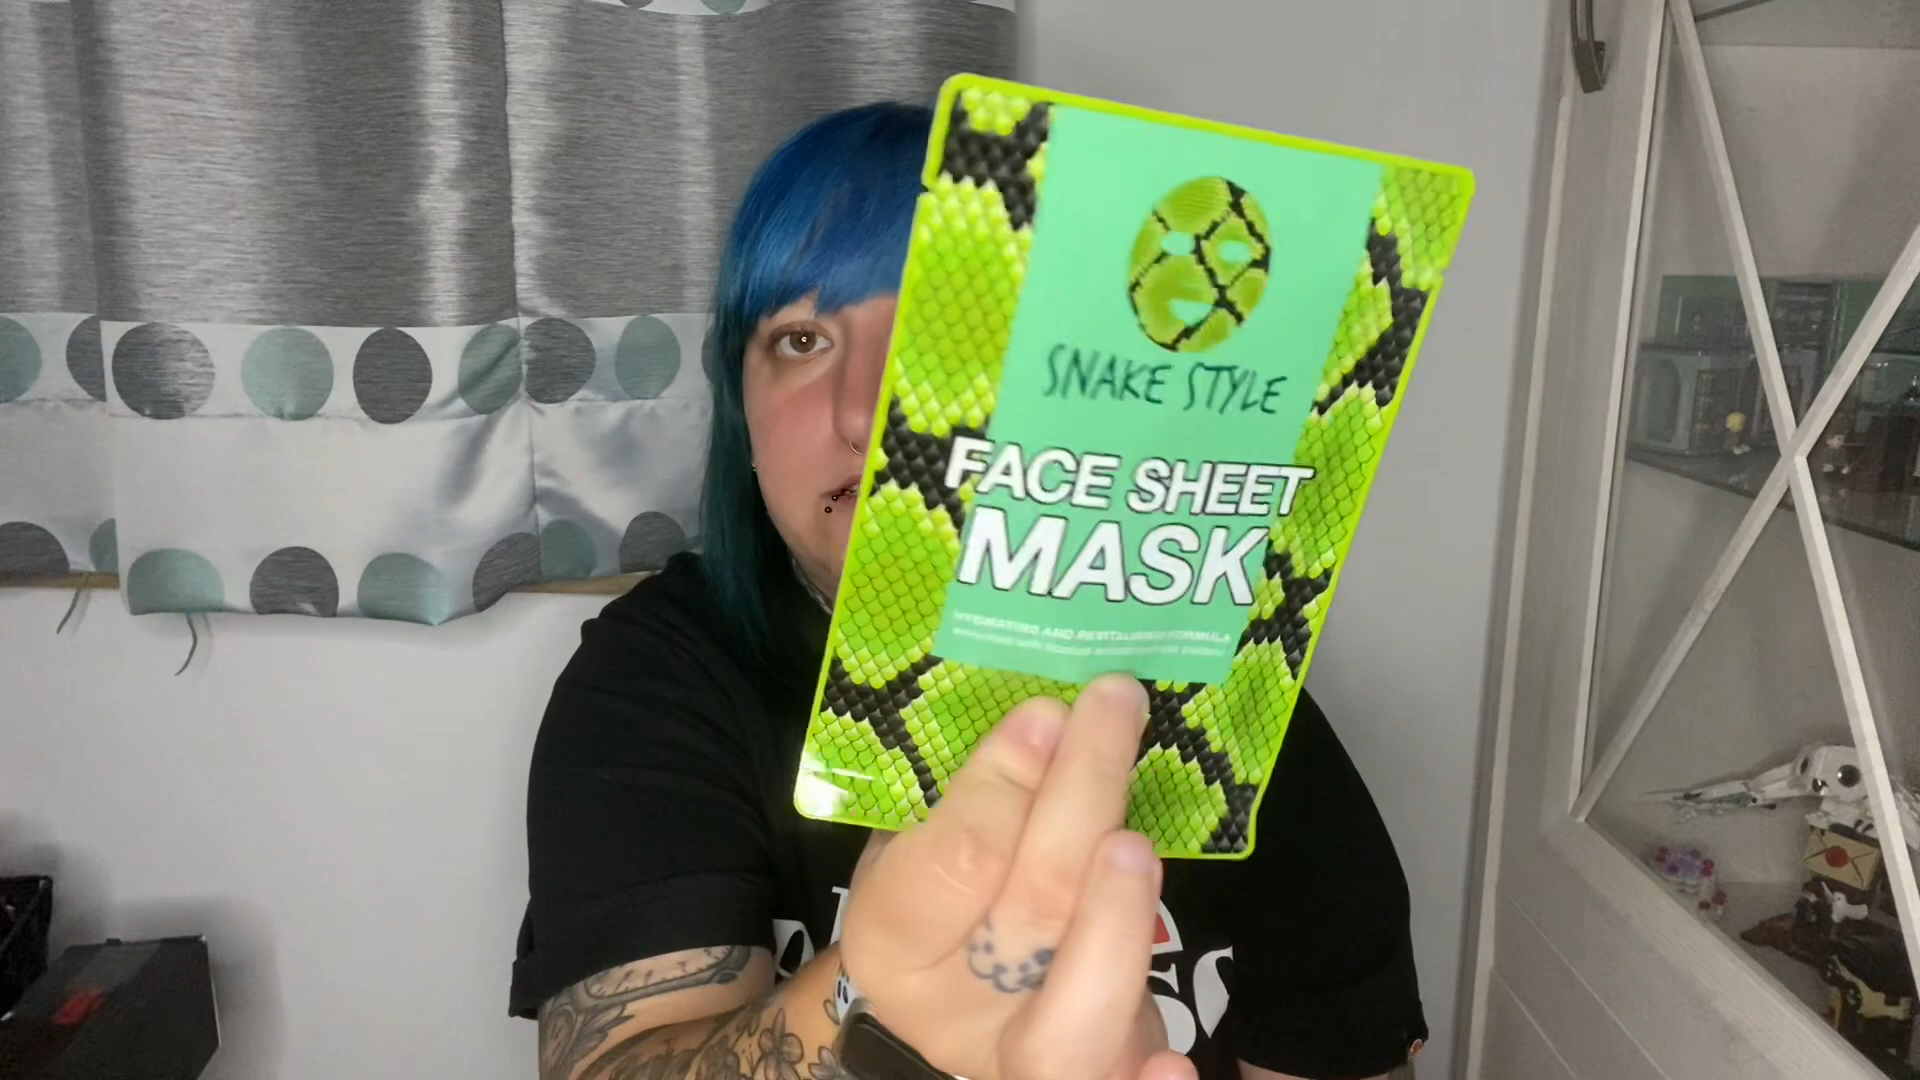 SNAKE STYLE
FACE SHEET
MASK
HYDRATING AND REVITALISING FORMULA